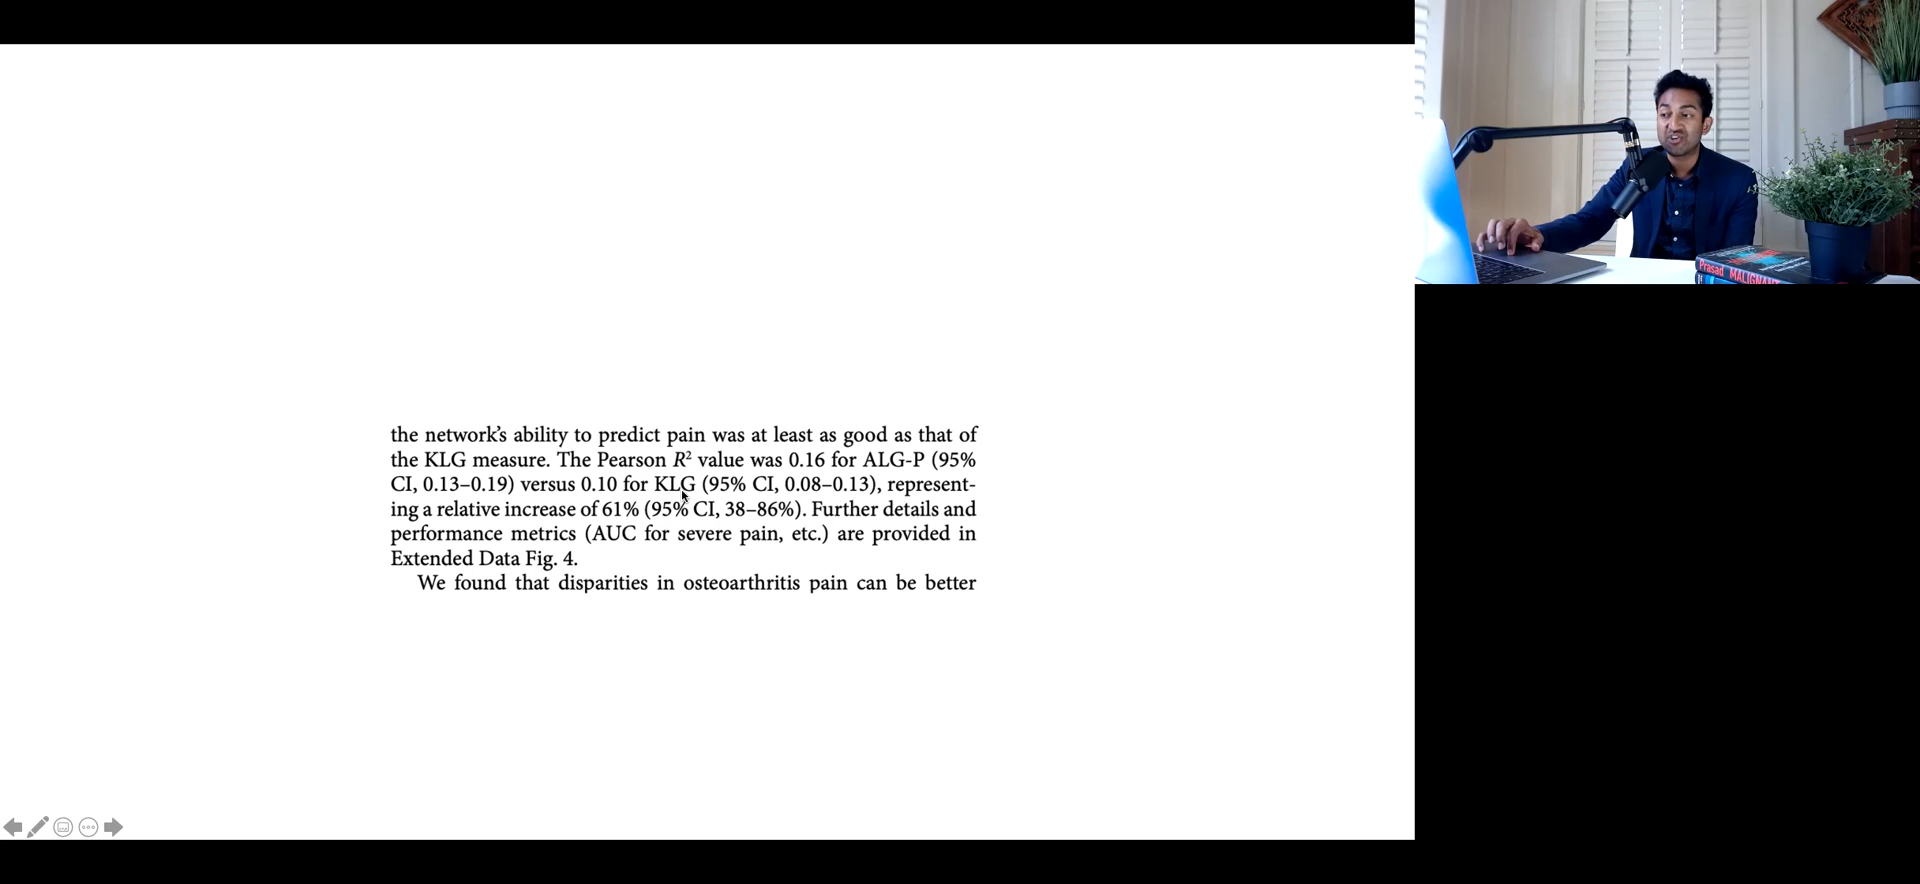 the network's ability to predict pain was at least as good as that of
the KLG measure. The Pearson R² value was 0.16 for ALG-P (95%
CI, 0.13–0.19) versus 0.10 for KLG (95% CI, 0.08–0.13), represent-
ing a relative increase of 61% (95% CI, 38–86%). Further details and
performance metrics (AUC for severe pain, etc.) are provided in
Extended Data Fig. 4.
We found that disparities in osteoarthritis pain can be better
Prasad MALIGNANT